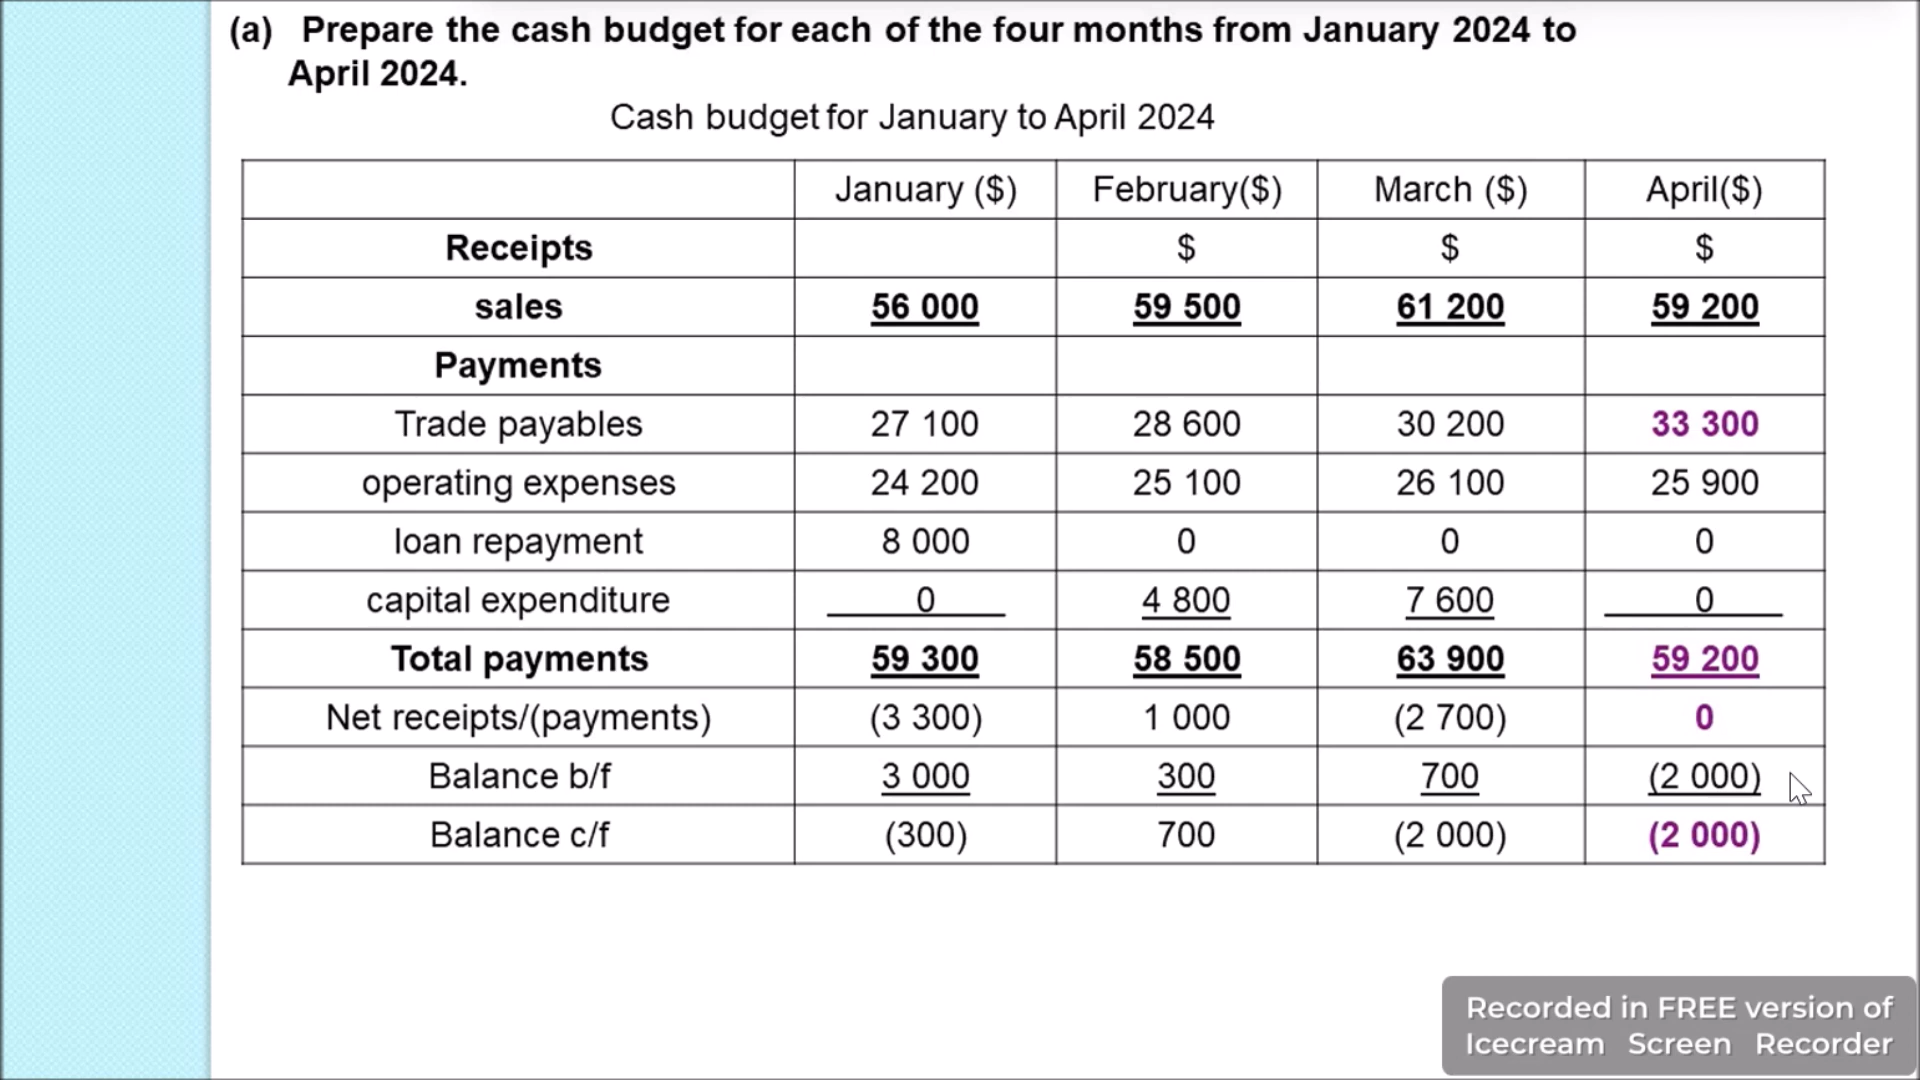 (a) Prepare the cash budget for each of the four months from January 2024 to
April 2024.
Cash budget for January to April 2024
January ($) February($) March ($) April($)
Receipts $ $ $
sales 56 000 59 500 61 200 59 200
Payments
Trade payables 27 100 28 600 30 200 33 300
operating expenses 24 200 25 100 26 100 25 900
loan repayment 8 000 0 0 0
capital expenditure 0 4 800 7 600 0
Total payments 59 300 58 500 63 900 59 200
Net receipts/(payments) (3 300) 1 000 (2 700) 0
Balance b/f 3 000 300 700 (2 000)
Balance c/f (300) 700 (2 000) (2 000)
Recorded in FREE version of
Icecream Screen Recorder